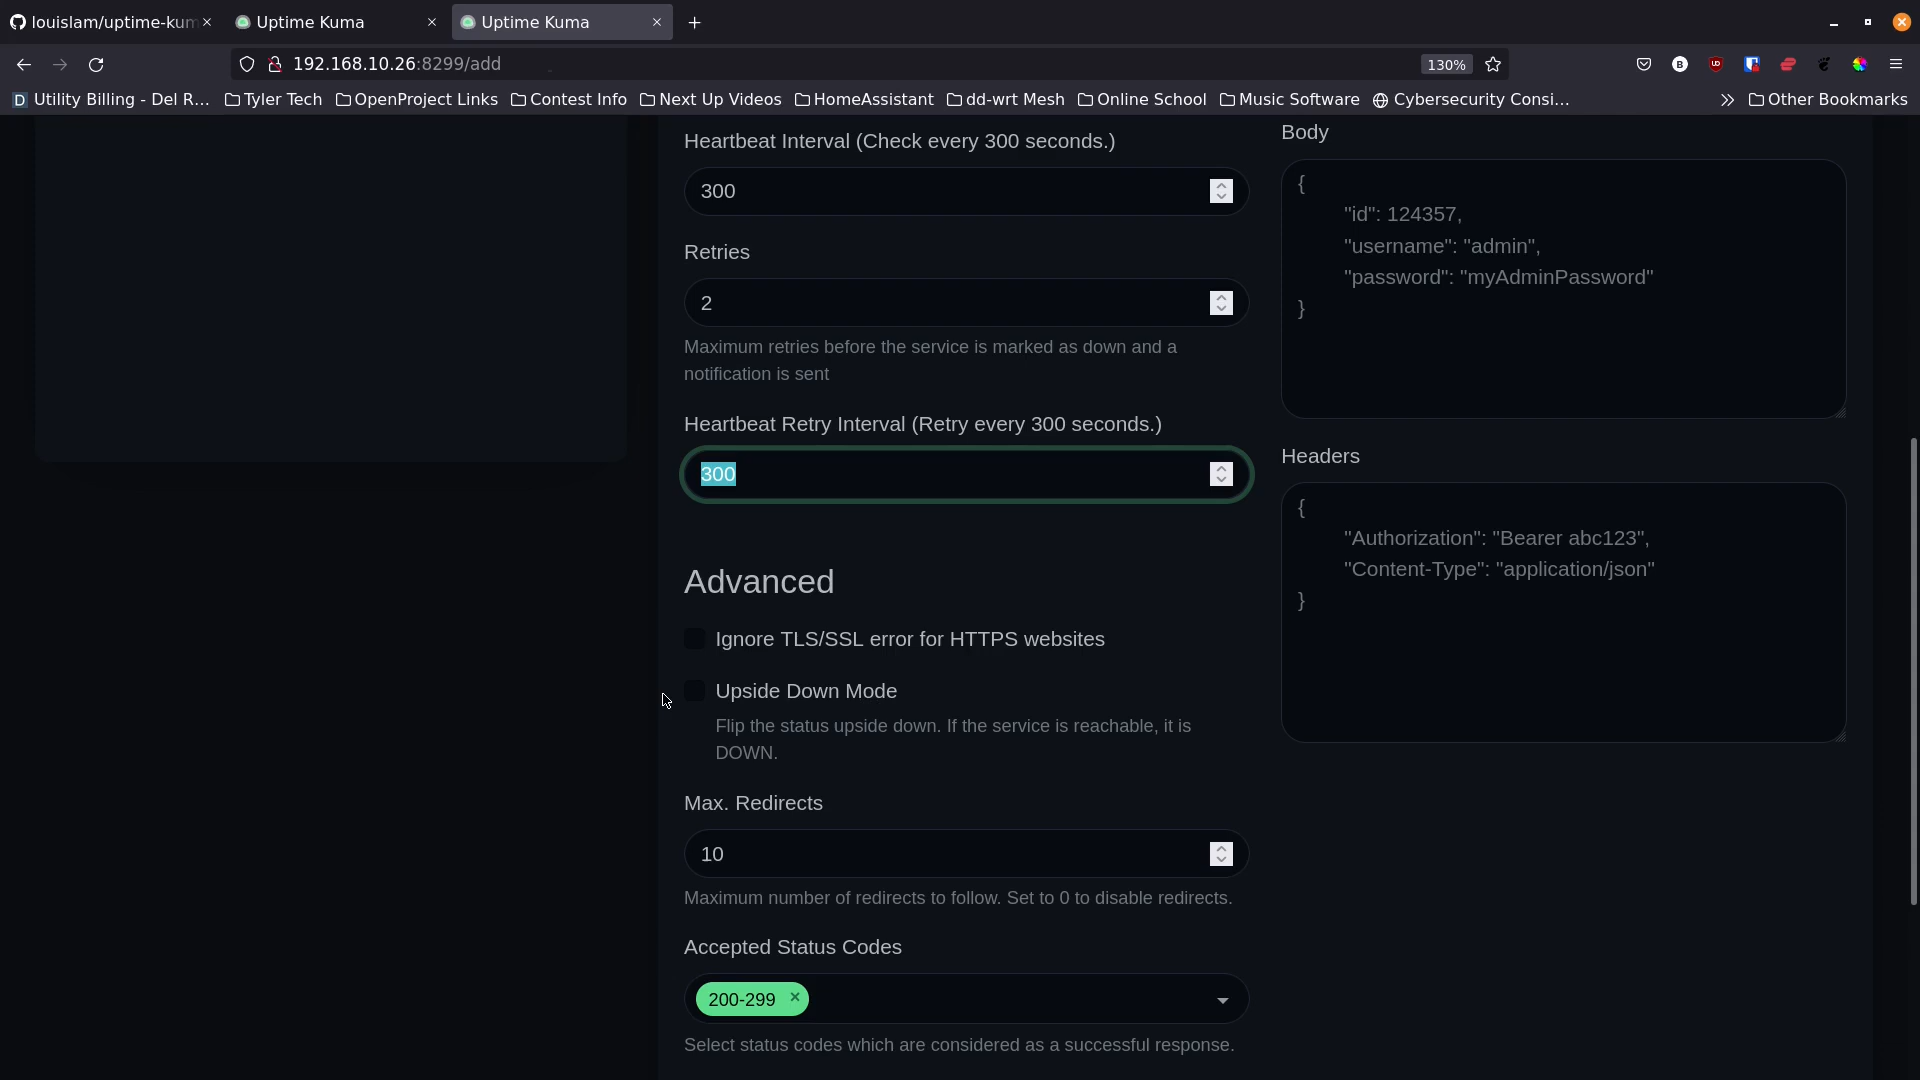 louislam/uptime-kum
Uptime Kuma
Uptime Kuma
192.168.10.26:8299/add
130%
Utility Billing - Del R...
Tyler Tech
OpenProject Links
Contest Info
Next Up Videos
HomeAssistant
dd-wrt Mesh
Online School
Music Software
Cybersecurity Consi...
Other Bookmarks
Heartbeat Interval (Check every 300 seconds.)
300
Retries
2
Maximum retries before the service is marked as down and a
notification is sent
Heartbeat Retry Interval (Retry every 300 seconds.)
300
Advanced
Ignore TLS/SSL error for HTTPS websites
Upside Down Mode
Flip the status upside down. If the service is reachable, it is
DOWN.
Max. Redirects
10
Maximum number of redirects to follow. Set to 0 to disable redirects.
Accepted Status Codes
200-299
Select status codes which are considered as a successful response.
Body
{
"id": 124357,
"username": "admin",
"password": "myAdminPassword"
}
Headers
{
"Authorization": "Bearer abc123",
"Content-Type": "application/json"
}